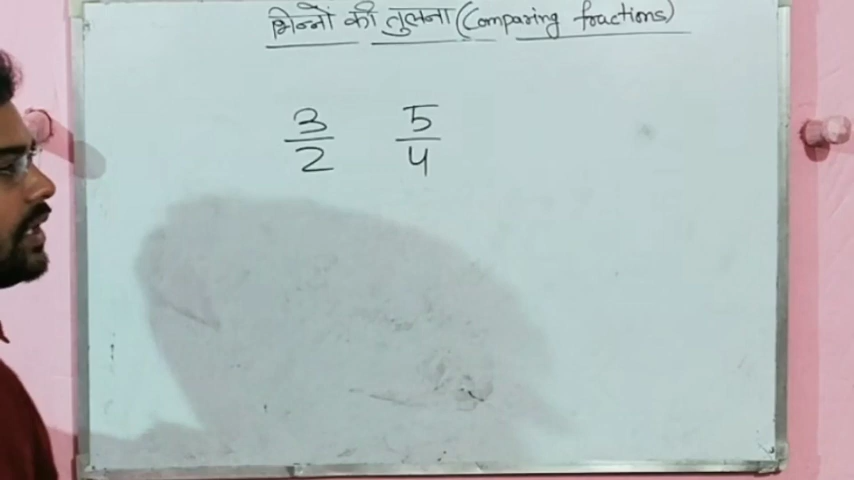 भिन्नों की तुलना (Comparing fractions)
3/2 5/4